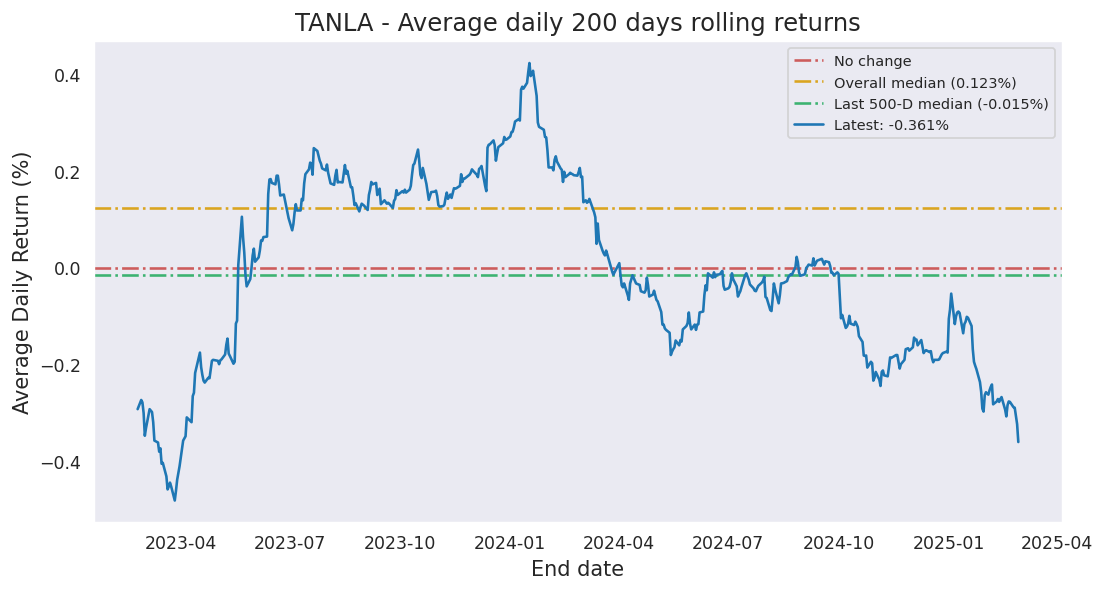 TANLA - Average daily 200 days rolling returns
No change
Overall median (0.123%)
Last 500-D median (-0.015%)
Latest: -0.361%
Average Daily Return (%)
0.4
0.2
0.0
−0.2
−0.4
2023-04 2023-07 2023-10 2024-01 2024-04 2024-07 2024-10 2025-01 2025-04
End date